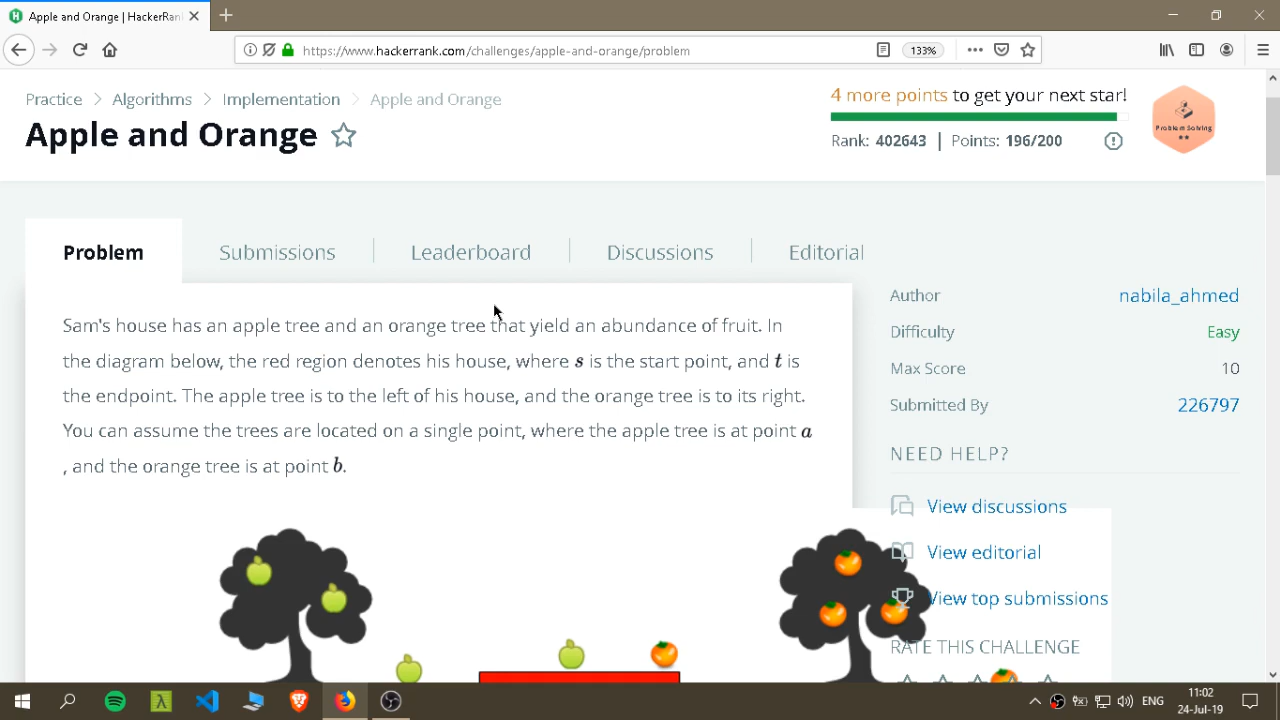 Apple and Orange | HackerRan
https://www.hackerrank.com/challenges/apple-and-orange/problem
133%
Practice > Algorithms > Implementation > Apple and Orange
Apple and Orange
4 more points to get your next star!
Rank: 402643 | Points: 196/200
Problem Solving
Problem
Submissions
Leaderboard
Discussions
Editorial
Sam's house has an apple tree and an orange tree that yield an abundance of fruit. In
the diagram below, the red region denotes his house, where s is the start point, and t is
the endpoint. The apple tree is to the left of his house, and the orange tree is to its right.
You can assume the trees are located on a single point, where the apple tree is at point a
, and the orange tree is at point b.
Author nabila_ahmed
Difficulty Easy
Max Score 10
Submitted By 226797
NEED HELP?
View discussions
View editorial
View top submissions
RATE THIS CHALLENGE
ENG
11:02
24-Jul-19